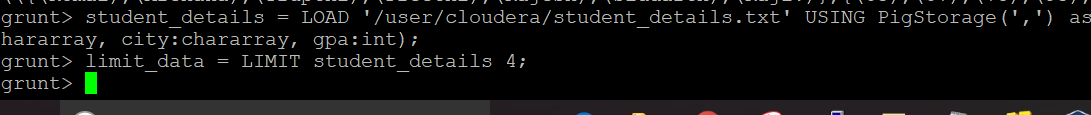 grunt> student_details = LOAD '/user/cloudera/student_details.txt' USING PigStorage(',') as
hararray, city:chararray, gpa:int);
grunt> limit_data = LIMIT student_details 4;
grunt>